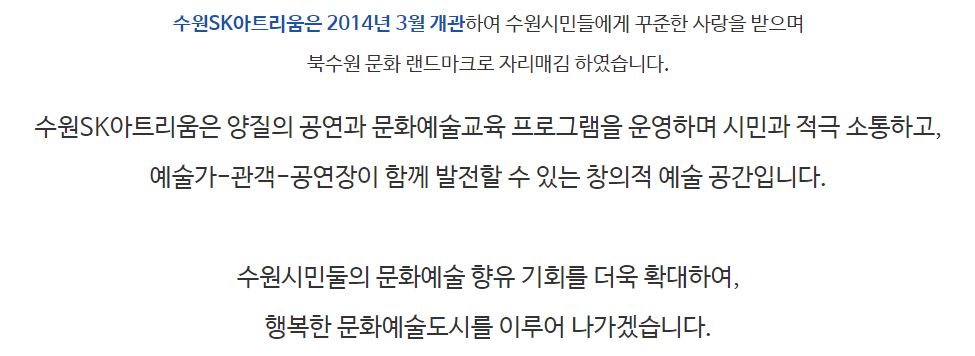 수원SK아트리움은 2014년 3월 개관하여 수원시민들에게 꾸준한 사랑을 받으며
북수원 문화 랜드마크로 자리매김 하였습니다.
수원SK아트리움은 양질의 공연과 문화예술교육 프로그램을 운영하며 시민과 적극 소통하고,
예술가-관객-공연장이 함께 발전할 수 있는 창의적 예술 공간입니다.
수원시민둘의 문화예술 향유 기회를 더욱 확대하여,
행복한 문화예술도시를 이루어 나가겠습니다.